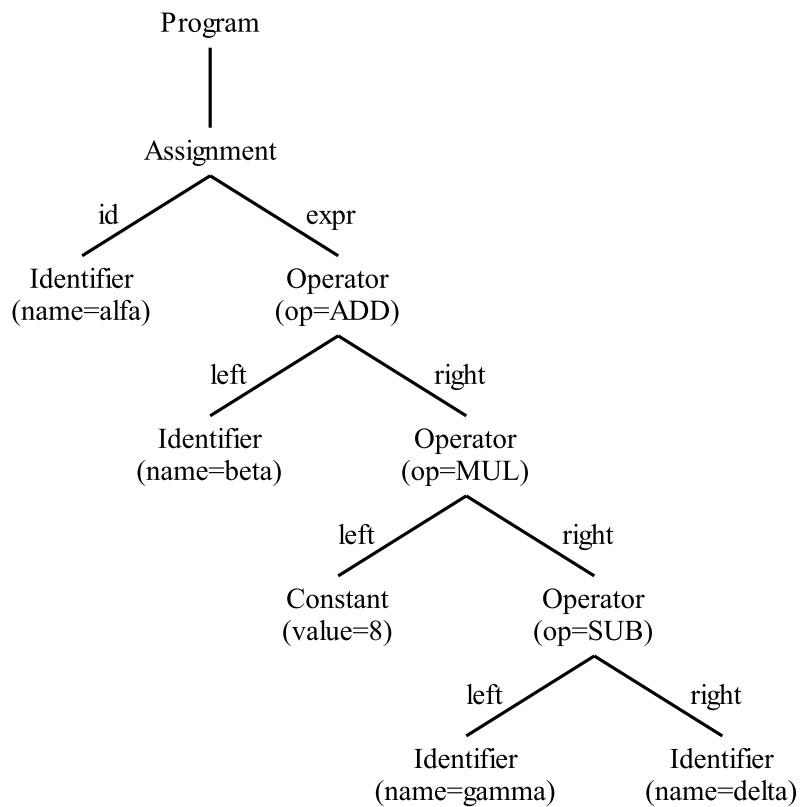 Program
Assignment
id
expr
Identifier
(name=alfa)
Operator
(op=ADD)
left
right
Identifier
(name=beta)
Operator
(op=MUL)
left
right
Constant
(value=8)
Operator
(op=SUB)
left
right
Identifier
(name=gamma)
Identifier
(name=delta)